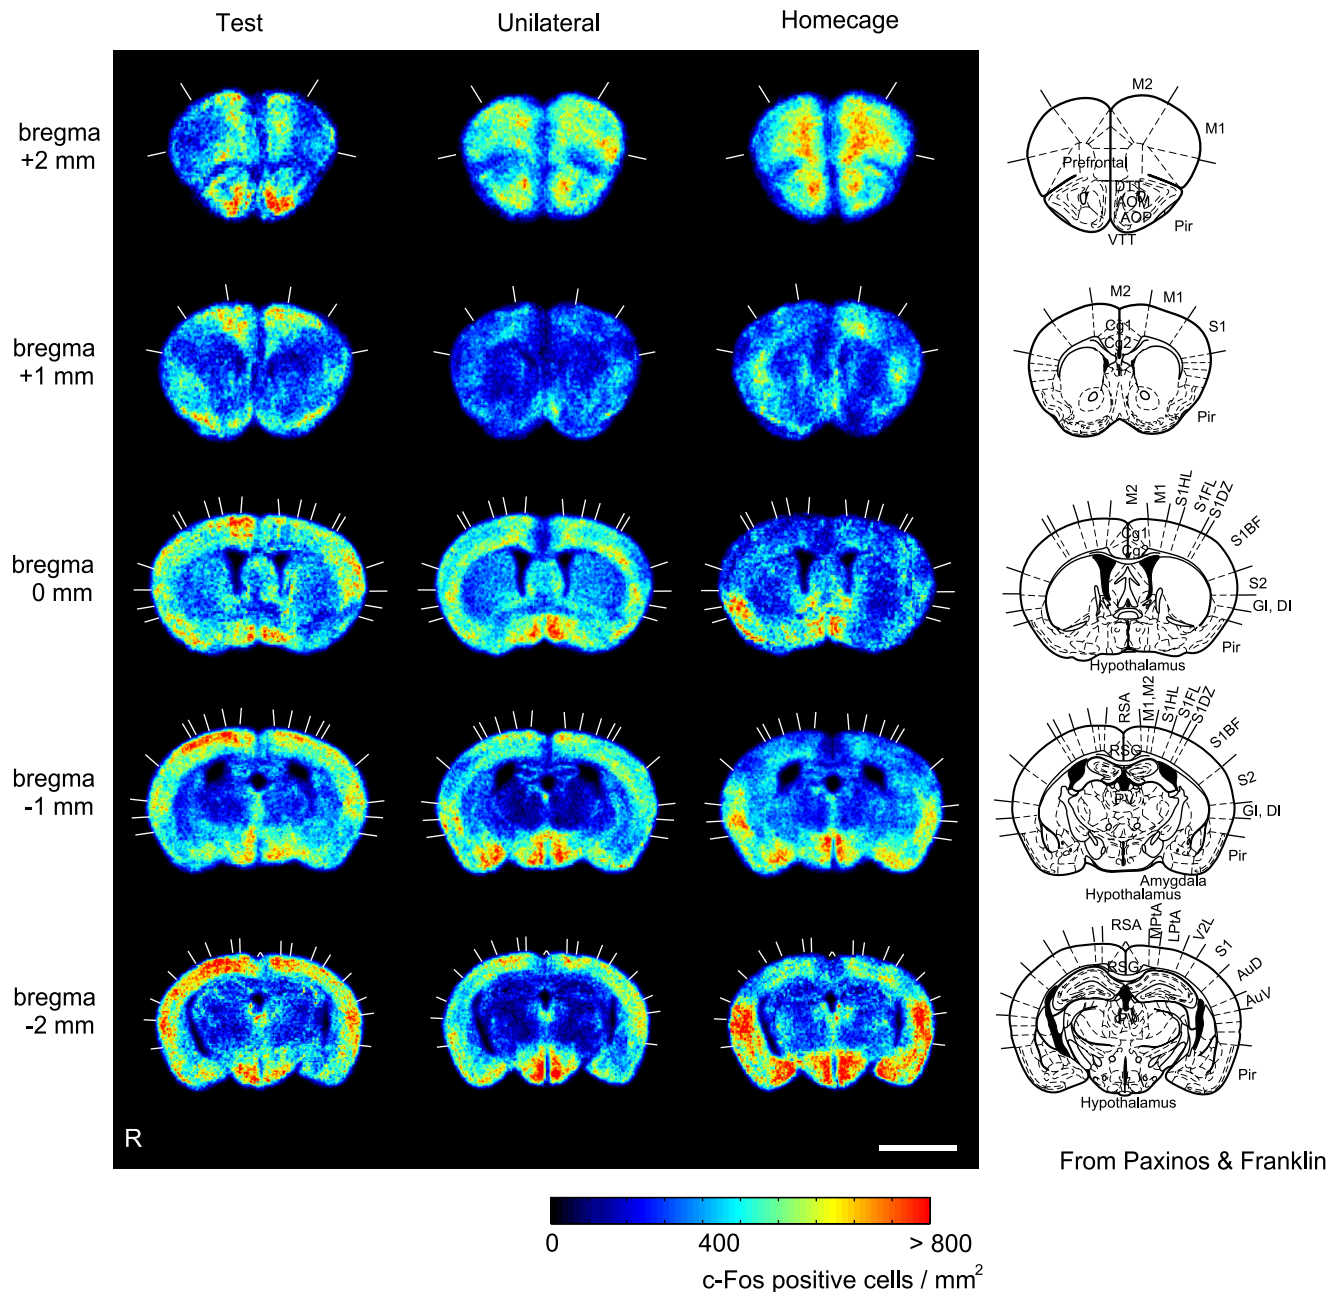 Test
Unilateral
Homecage
bregma
+2 mm
M2
M1
Prefrontal
DTT
AOM
AOP
Pir
VTT
bregma
+1 mm
M2
M1
S1
Cg1
Cg2
Pir
bregma
0 mm
M2
M1
S1HL
S1FL
S1DZ
S1BF
Cg1
Cg2
S2
GI, DI
Pir
Hypothalamus
bregma
-1 mm
RSA
M1,M2
S1HL
S1FL
S1DZ
S1BF
RSG
S2
PV
GI, DI
Pir
Amygdala
Hypothalamus
bregma
-2 mm
RSA
MPtA
LPtA
V2L
S1
AuD
AuV
RSG
PV
Pir
Hypothalamus
R
From Paxinos & Franklin
0
400
> 800
c-Fos positive cells / mm²